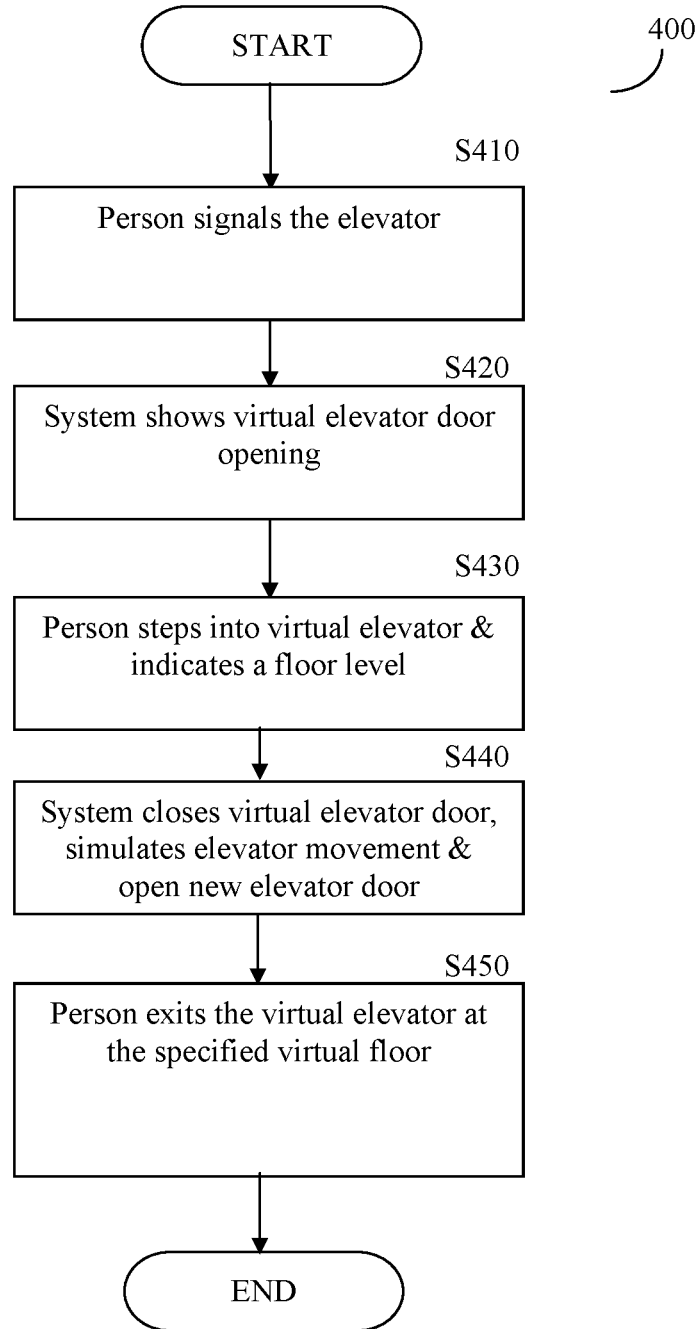 START
400
S410
Person signals the elevator
S420
System shows virtual elevator door
opening
S430
Person steps into virtual elevator &
indicates a floor level
S440
System closes virtual elevator door,
simulates elevator movement &
open new elevator door
S450
Person exits the virtual elevator at
the specified virtual floor
END